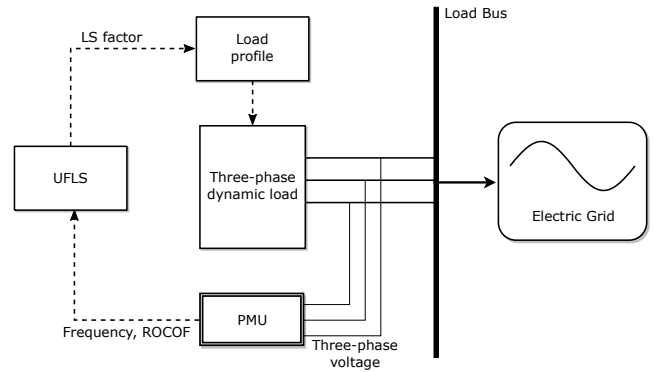 Load Bus
LS factor
Load
profile
UFLS
Three-phase
dynamic load
Electric Grid
PMU
Frequency, ROCOF
Three-phase
voltage